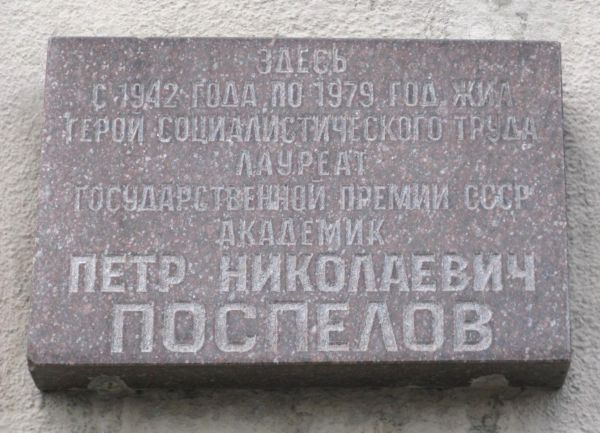 ЗДЕСЬ
С 1942 ГОДА ПО 1979 ГОД ЖИЛ
ГЕРОЙ СОЦИАЛИСТИЧЕСКОГО ТРУДА
ЛАУРЕАТ
ГОСУДАРСТВЕННОЙ ПРЕМИИ СССР
АКАДЕМИК
ПЕТР НИКОЛАЕВИЧ
ПОСПЕЛОВ